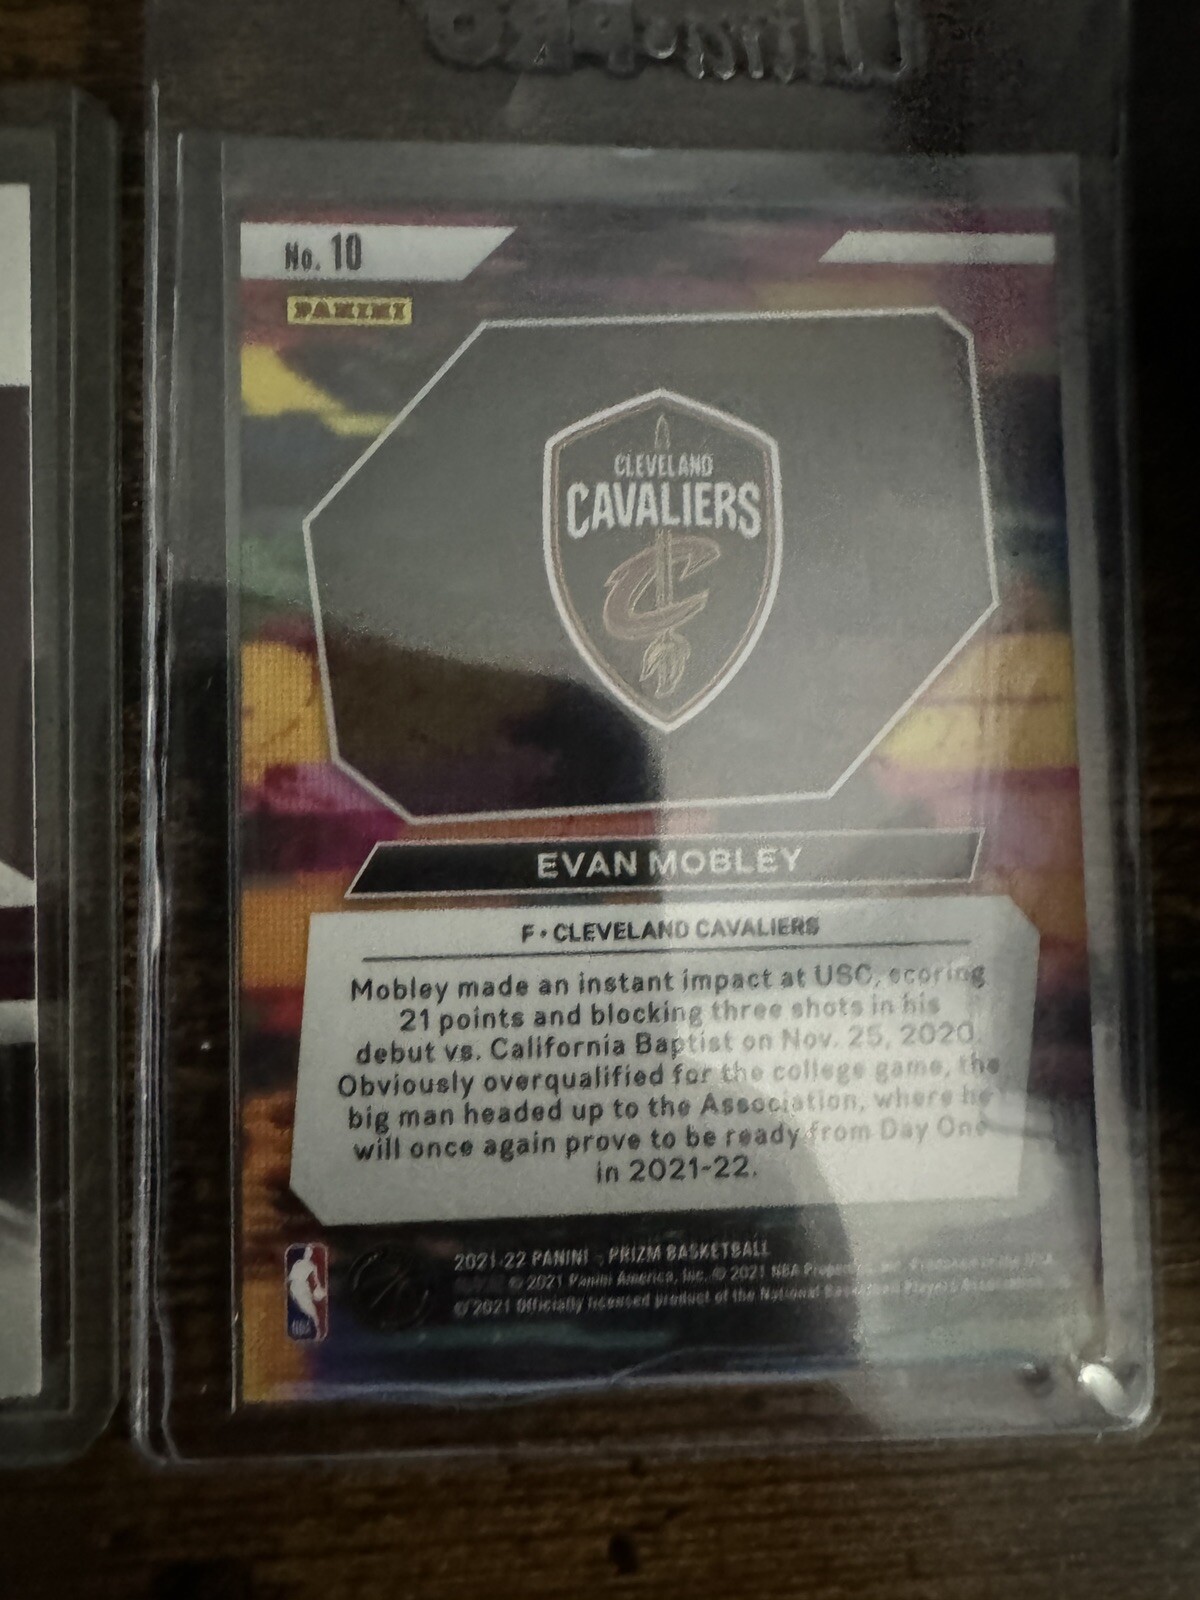 Ultra•PRO
No. 10
PANINI
CLEVELAND
CAVALIERS
C
EVAN MOBLEY
F • CLEVELAND CAVALIERS
Mobley made an instant impact at USC, scoring
21 points and blocking three shots in his
debut vs. California Baptist on Nov. 25, 2020.
Obviously overqualified for the college game, the
big man headed up to the Association, where he
will once again prove to be ready from Day One
in 2021-22.
2021-22 PANINI - PRIZM BASKETBALL
© 2021 Panini America, Inc. © 2021 NBA
© 2021 Officially licensed product of the National Basketball Players